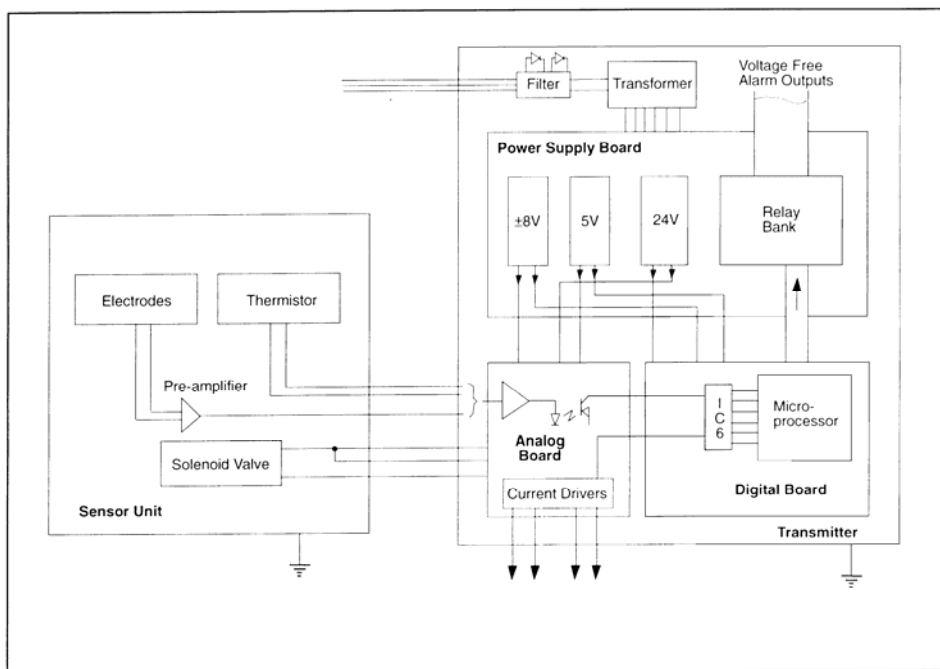 Voltage Free
Alarm Outputs
Filter
Transformer
Power Supply Board
±8V
5V
24V
Relay
Bank
Electrodes
Thermistor
Pre-amplifier
Solenoid Valve
Sensor Unit
Analog
Board
Current Drivers
I
C
6
Micro-
processor
Digital Board
Transmitter